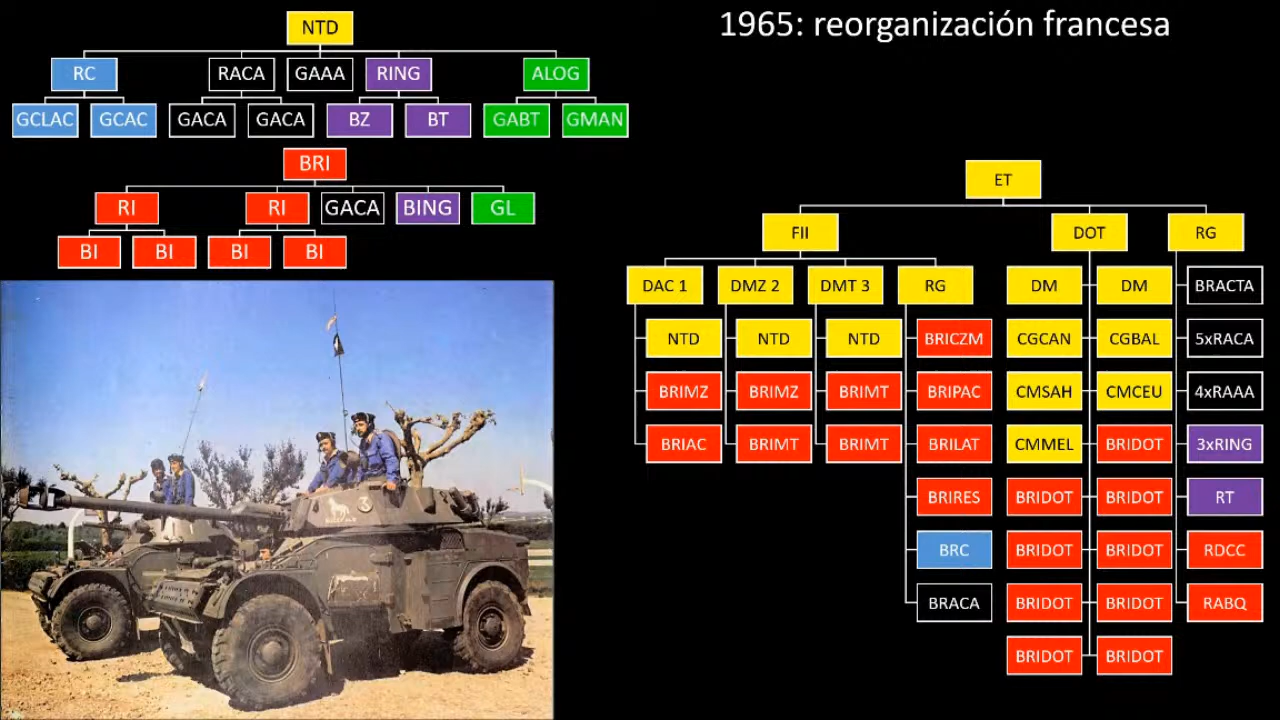 1965: reorganización francesa
NTD
RC RACA GAAA RING ALOG
GCLAC GCAC GACA GACA BZ BT GABT GMAN
BRI
RI RI GACA BING GL
BI BI BI BI
ET
FII DOT RG
DAC 1 DMZ 2 DMT 3 RG DM DM BRACTA
NTD NTD NTD BRICZM CGCAN CGBAL 5xRACA
BRIMZ BRIMZ BRIMT BRIPAC CMSAH CMCEU 4xRAAA
BRIAC BRIMT BRIMT BRILAT CMMEL BRIDOT 3xRING
BRIRES BRIDOT BRIDOT RT
BRC BRIDOT BRIDOT RDCC
BRACA BRIDOT BRIDOT RABQ
BRIDOT BRIDOT